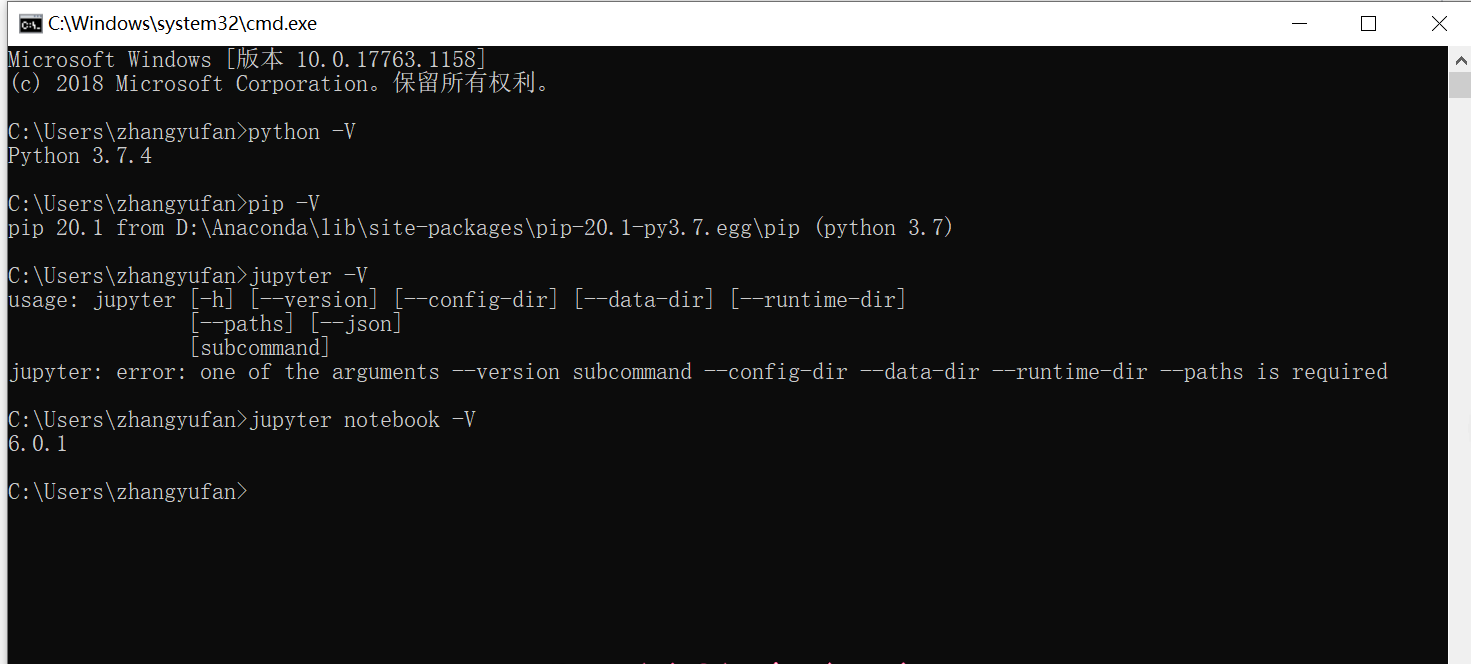 C:\Windows\system32\cmd.exe
Microsoft Windows [版本 10.0.17763.1158]
(c) 2018 Microsoft Corporation。保留所有权利。
C:\Users\zhangyufan>python -V
Python 3.7.4
C:\Users\zhangyufan>pip -V
pip 20.1 from D:\Anaconda\lib\site-packages\pip-20.1-py3.7.egg\pip (python 3.7)
C:\Users\zhangyufan>jupyter -V
usage: jupyter [-h] [--version] [--config-dir] [--data-dir] [--runtime-dir]
[--paths] [--json]
[subcommand]
jupyter: error: one of the arguments --version subcommand --config-dir --data-dir --runtime-dir --paths is required
C:\Users\zhangyufan>jupyter notebook -V
6.0.1
C:\Users\zhangyufan>